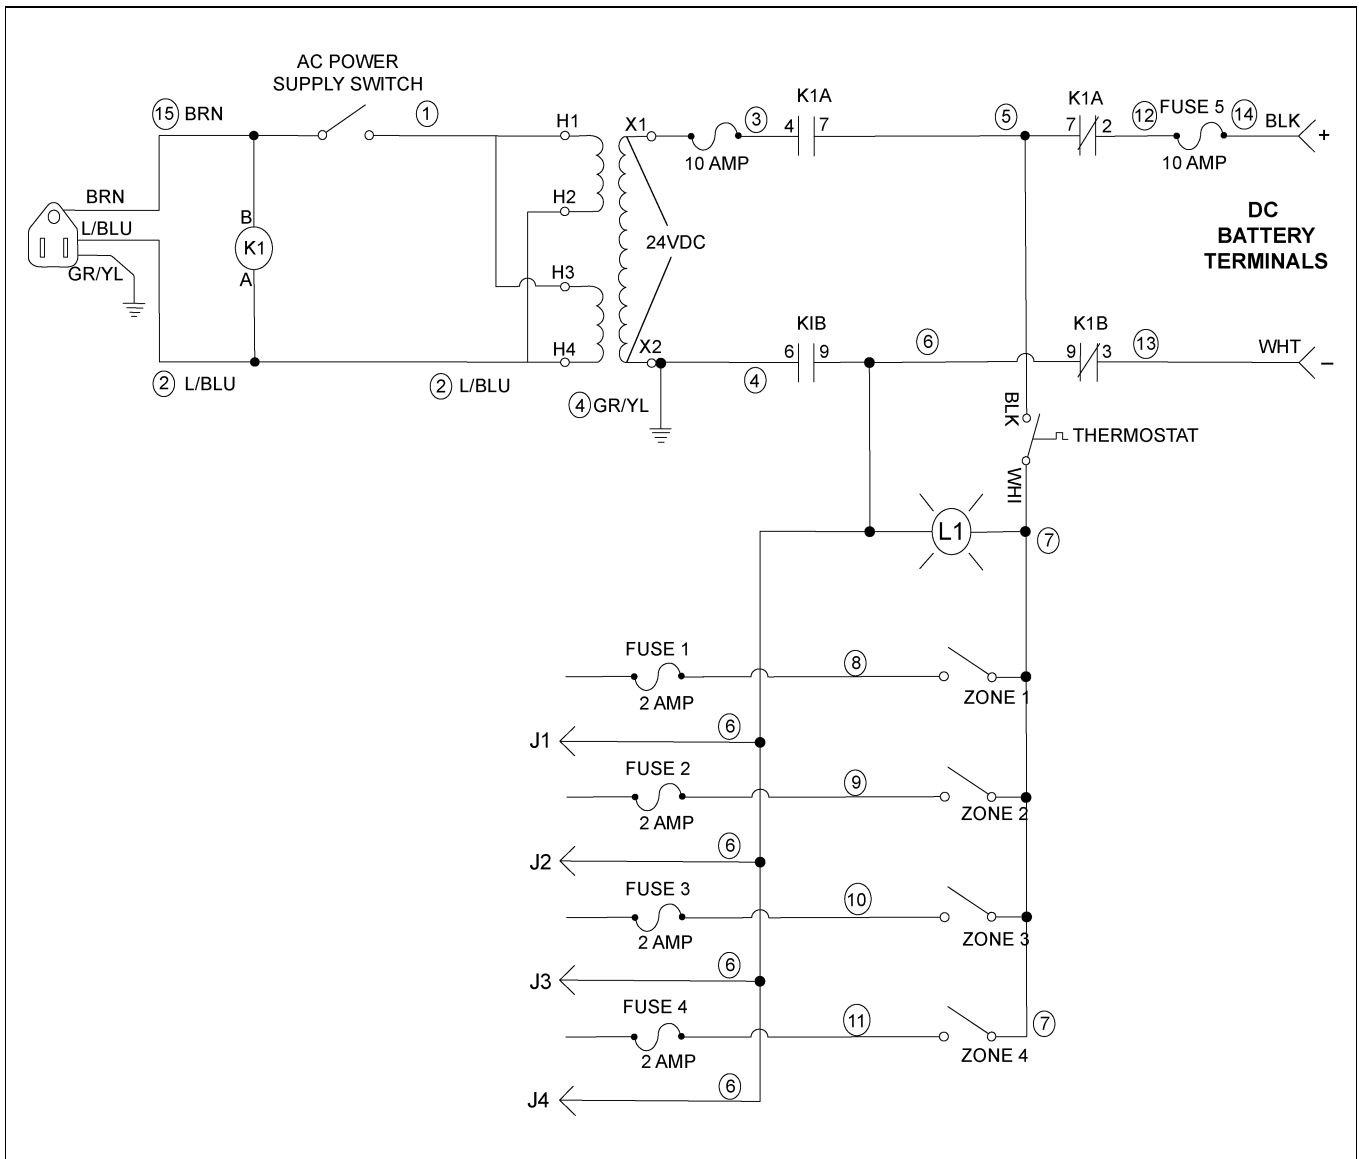 AC POWER
SUPPLY SWITCH
15 BRN
1
H1
X1
3
K1A
4 7
5
K1A
7 2
12
FUSE 5
14
BLK
+
10 AMP
10 AMP
BRN
L/BLU
GR/YL
B
K1
A
H2
H3
H4
24VDC
DC
BATTERY
TERMINALS
X2
KIB
6 9
6
K1B
9 3
13
WHT
–
2 L/BLU
2 L/BLU
4 GR/YL
4
BLK
THERMOSTAT
WHI
L1
7
FUSE 1
2 AMP
8
ZONE 1
J1
6
FUSE 2
2 AMP
9
ZONE 2
J2
6
FUSE 3
2 AMP
10
ZONE 3
J3
6
FUSE 4
2 AMP
11
7
ZONE 4
J4
6